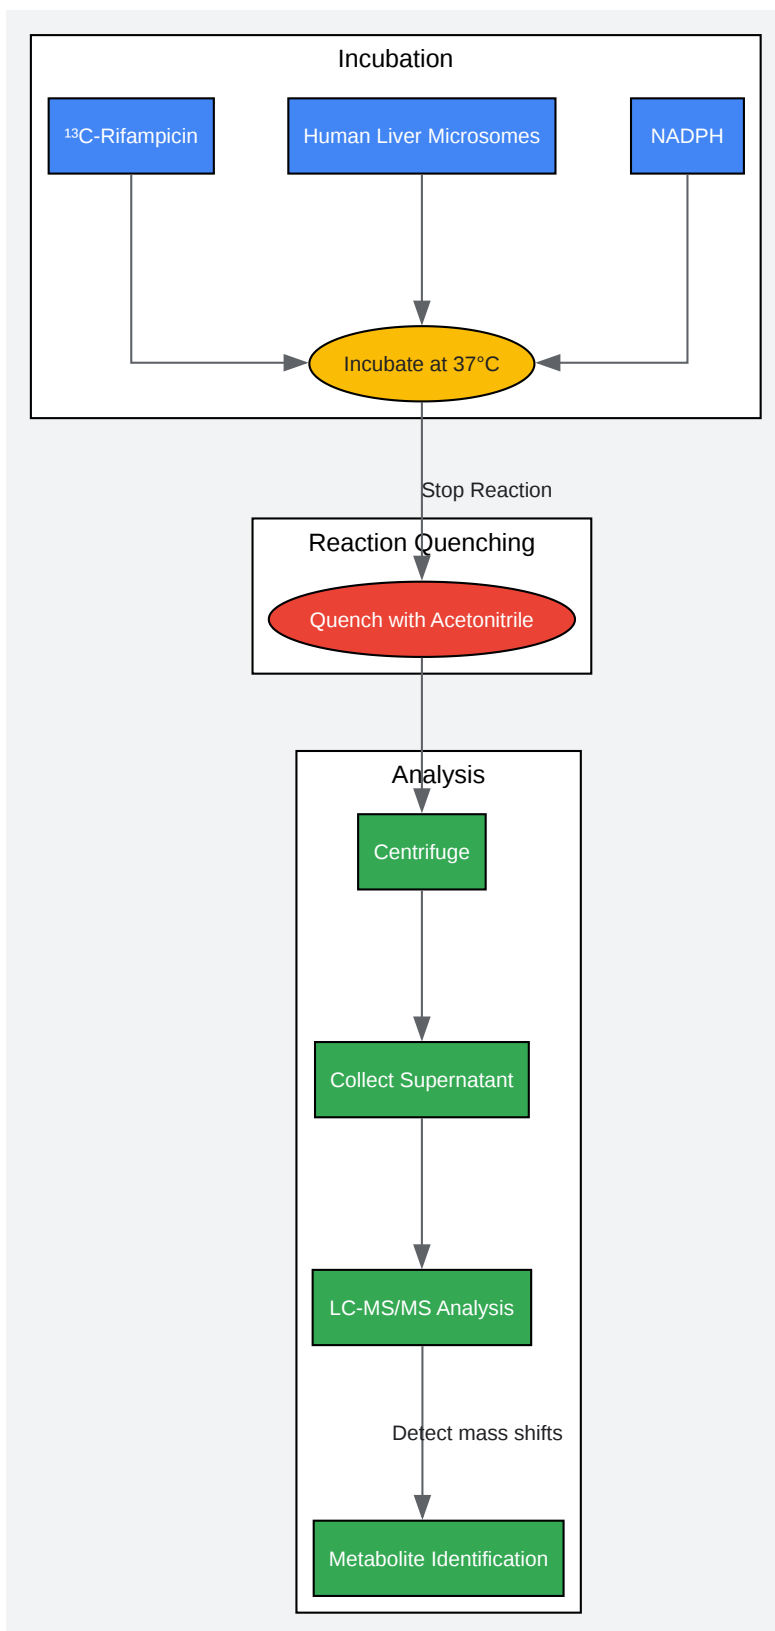 Incubation
¹³C-Rifampicin
Human Liver Microsomes
NADPH
Incubate at 37°C
Stop Reaction
Reaction Quenching
Quench with Acetonitrile
Analysis
Centrifuge
Collect Supernatant
LC-MS/MS Analysis
Detect mass shifts
Metabolite Identification